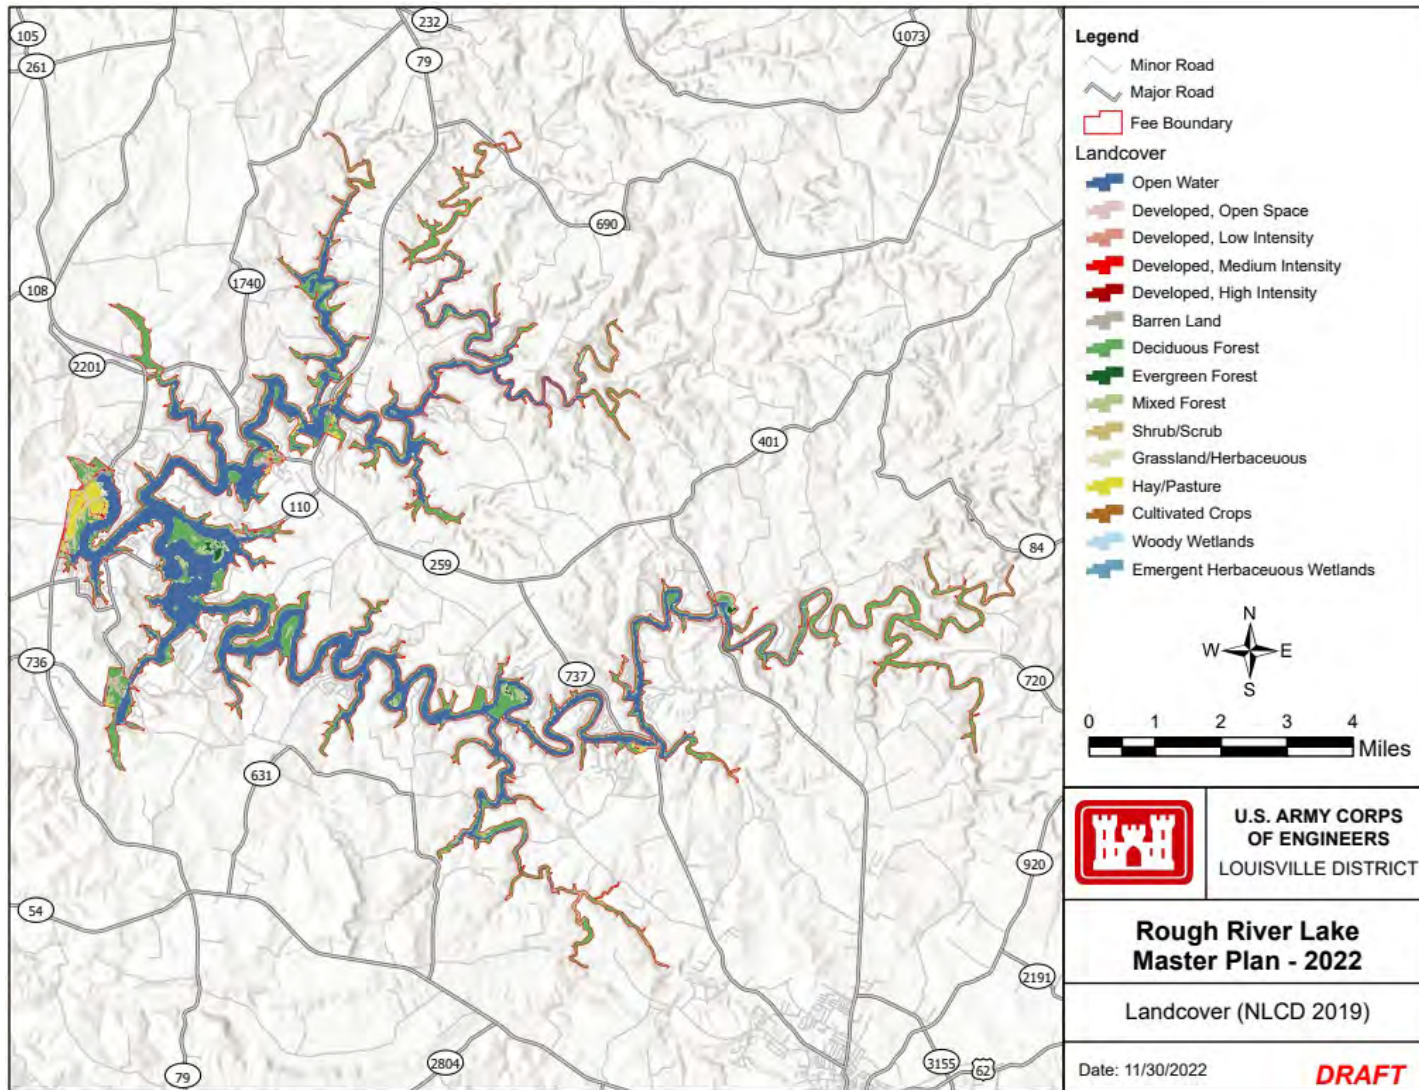 232
105
1073
79
261
690
1740
108
2201
401
110
84
259
736
737
720
631
920
54
2191
2804
3155
62
79
Legend
Minor Road
Major Road
Fee Boundary
Landcover
Open Water
Developed, Open Space
Developed, Low Intensity
Developed, Medium Intensity
Developed, High Intensity
Barren Land
Deciduous Forest
Evergreen Forest
Mixed Forest
Shrub/Scrub
Grassland/Herbaceuous
Hay/Pasture
Cultivated Crops
Woody Wetlands
Emergent Herbaceuous Wetlands
N
W E
S
0 1 2 3 4
Miles
U.S. ARMY CORPS
OF ENGINEERS
LOUISVILLE DISTRICT
Rough River Lake
Master Plan - 2022
Landcover (NLCD 2019)
Date: 11/30/2022 DRAFT